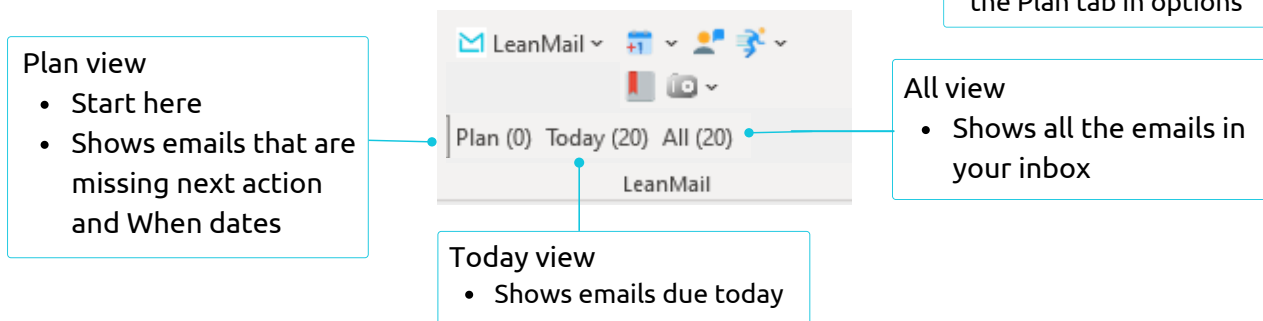 the Plan tab in options
LeanMail
Plan view
• Start here
• Shows emails that are
missing next action
and When dates
+1
Plan (0) Today (20) All (20)
LeanMail
All view
• Shows all the emails in
your inbox
Today view
• Shows emails due today